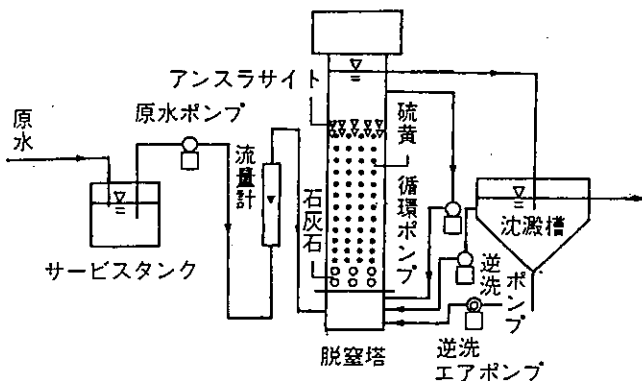 アンスラサイト
原水ポンプ
原水
流量計
硫黄
石灰石
循環ポンプ
サービスタンク
沈澱槽
逆洗ポンプ
脱窒塔
逆洗
エアポンプ